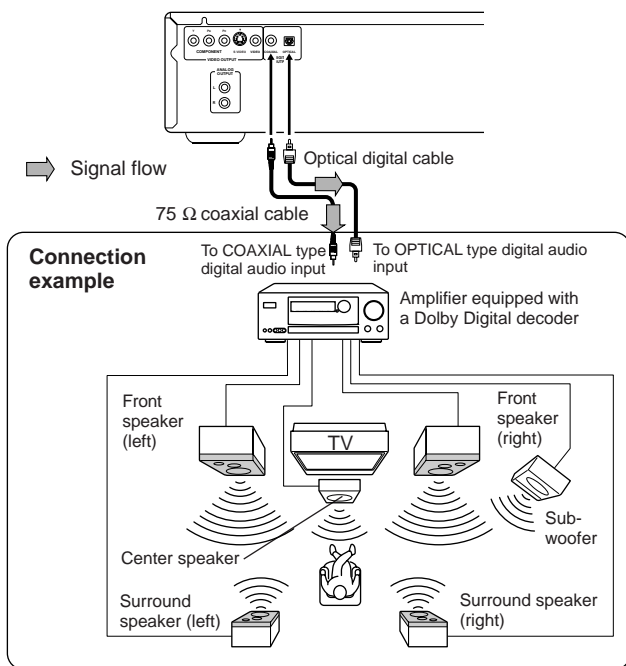 Y
COMPONENT
S-VIDEO
VIDEO
COAXIAL
OPTICAL
VIDEO OUTPUT
ANALOG
OUTPUT
L
R
Signal flow
Optical digital cable
75 Ω coaxial cable
Connection
example
To COAXIAL type
digital audio input
To OPTICAL type digital audio
input
Amplifier equipped with
a Dolby Digital decoder
Front
speaker
(left)
TV
Front
speaker
(right)
Sub-
woofer
Center speaker
Surround
speaker (left)
Surround speaker
(right)